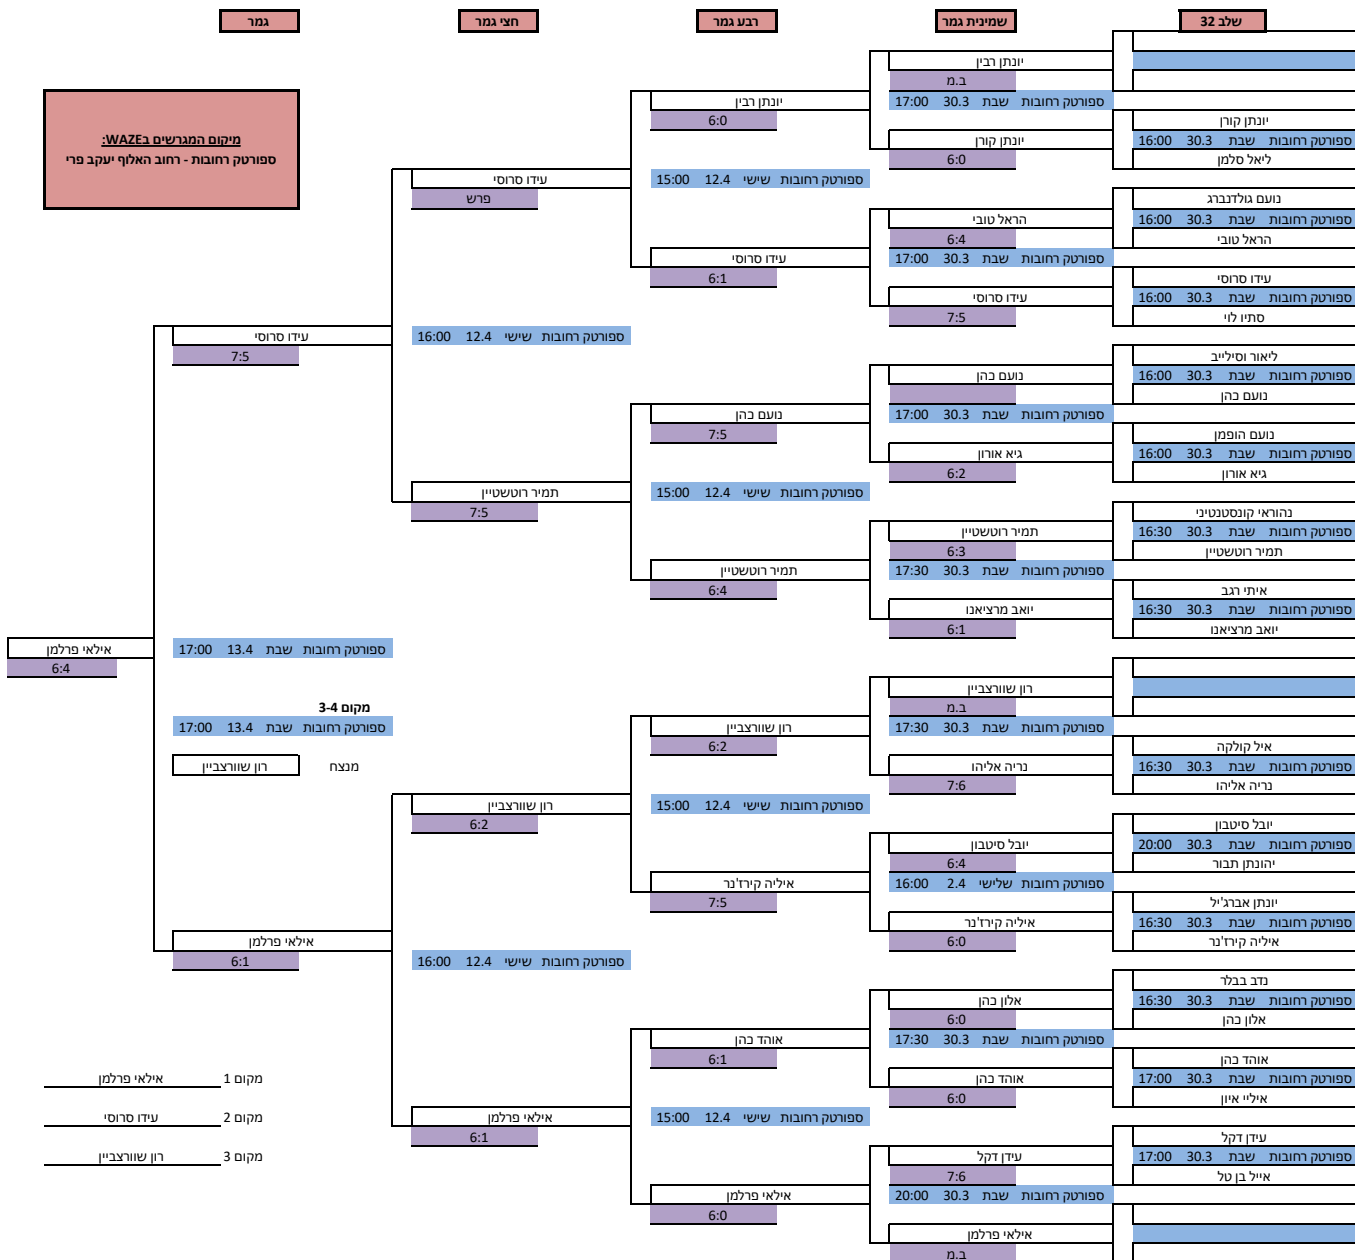 שלב 32
שמינית גמר
רבע גמר
חצי גמר
גמר
מיקום המגרשים בWAZE:
ספורטק רחובות - רחוב האלוף יעקב פרי
יונתן קורן
ספורטק רחובות שבת 30.3 16:00
ליאל סלמן
נועם גולדנברג
ספורטק רחובות שבת 30.3 16:00
הראל טובי
עידו סרוסי
ספורטק רחובות שבת 30.3 16:00
סתיו לוי
ליאור וסילייב
ספורטק רחובות שבת 30.3 16:00
נועם כהן
נועם הופמן
ספורטק רחובות שבת 30.3 16:00
גיא אורון
נהוראי קונסטנטיני
ספורטק רחובות שבת 30.3 16:30
תמיר רוטשטיין
איתי רגב
ספורטק רחובות שבת 30.3 16:30
יואב מרציאנו
איל קולקה
ספורטק רחובות שבת 30.3 16:30
נריה אליהו
יובל סיטבון
ספורטק רחובות שבת 30.3 20:00
יהונתן תבור
יונתן אברג'יל
ספורטק רחובות שבת 30.3 16:30
איליה קירז'נר
נדב בבלר
ספורטק רחובות שבת 30.3 16:30
אלון כהן
אוהד כהן
ספורטק רחובות שבת 30.3 17:00
איליי איון
עידן דקל
ספורטק רחובות שבת 30.3 17:00
אייל בן טל
יונתן רבין
ב.מ
ספורטק רחובות שבת 30.3 17:00
יונתן קורן
6:0
הראל טובי
6:4
ספורטק רחובות שבת 30.3 17:00
עידו סרוסי
7:5
נועם כהן
ספורטק רחובות שבת 30.3 17:00
גיא אורון
6:2
תמיר רוטשטיין
6:3
ספורטק רחובות שבת 30.3 17:30
יואב מרציאנו
6:1
רון שוורצביין
ב.מ
ספורטק רחובות שבת 30.3 17:30
נריה אליהו
7:6
יובל סיטבון
6:4
ספורטק רחובות שלישי 2.4 16:00
איליה קירז'נר
6:0
אלון כהן
6:0
ספורטק רחובות שבת 30.3 17:30
אוהד כהן
6:0
עידן דקל
7:6
ספורטק רחובות שבת 30.3 20:00
אילאי פרלמן
ב.מ
יונתן רבין
6:0
ספורטק רחובות שישי 12.4 15:00
עידו סרוסי
6:1
נועם כהן
7:5
ספורטק רחובות שישי 12.4 15:00
תמיר רוטשטיין
6:4
רון שוורצביין
6:2
ספורטק רחובות שישי 12.4 15:00
איליה קירז'נר
7:5
אוהד כהן
6:1
ספורטק רחובות שישי 12.4 15:00
אילאי פרלמן
6:0
עידו סרוסי
פרש
ספורטק רחובות שישי 12.4 16:00
תמיר רוטשטיין
7:5
רון שוורצביין
6:2
ספורטק רחובות שישי 12.4 16:00
אילאי פרלמן
6:1
עידו סרוסי
7:5
ספורטק רחובות שבת 13.4 17:00
מקום 3-4
ספורטק רחובות שבת 13.4 17:00
מנצח רון שוורצביין
אילאי פרלמן
6:1
אילאי פרלמן
6:4
מקום 1 אילאי פרלמן
מקום 2 עידו סרוסי
מקום 3 רון שוורצביין